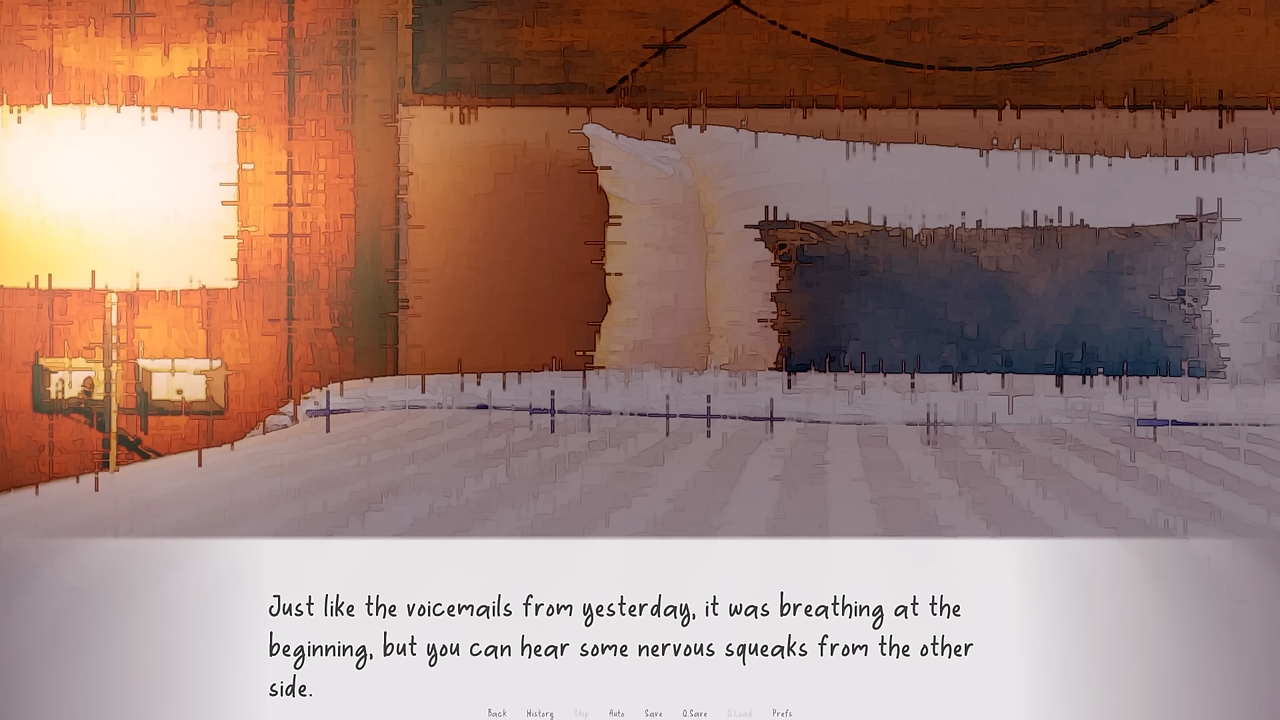 Just like the voicemails from yesterday, it was breathing at the
beginning, but you can hear some nervous squeaks from the other
side.
Back History Skip Auto Save Q.Save Q.Load Prefs